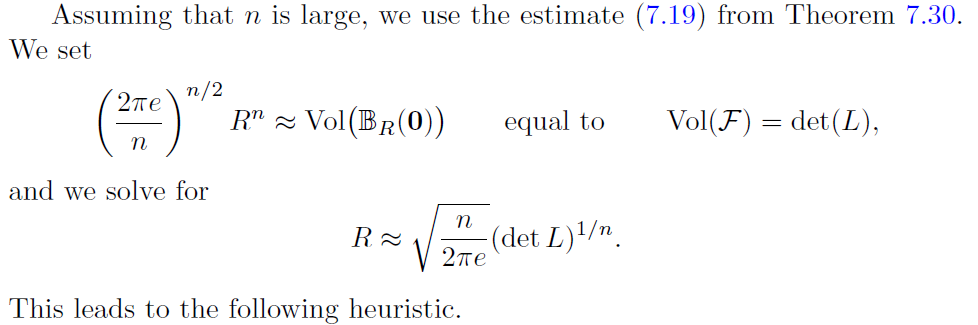 Assuming that n is large, we use the estimate (7.19) from Theorem 7.30.
We set
(2πe/n)^{n/2} R^n ≈ Vol(𝔹_R(𝟎)) equal to Vol(ℱ) = det(L),
and we solve for
R ≈ √(n/2πe) (det L)^{1/n}.
This leads to the following heuristic.